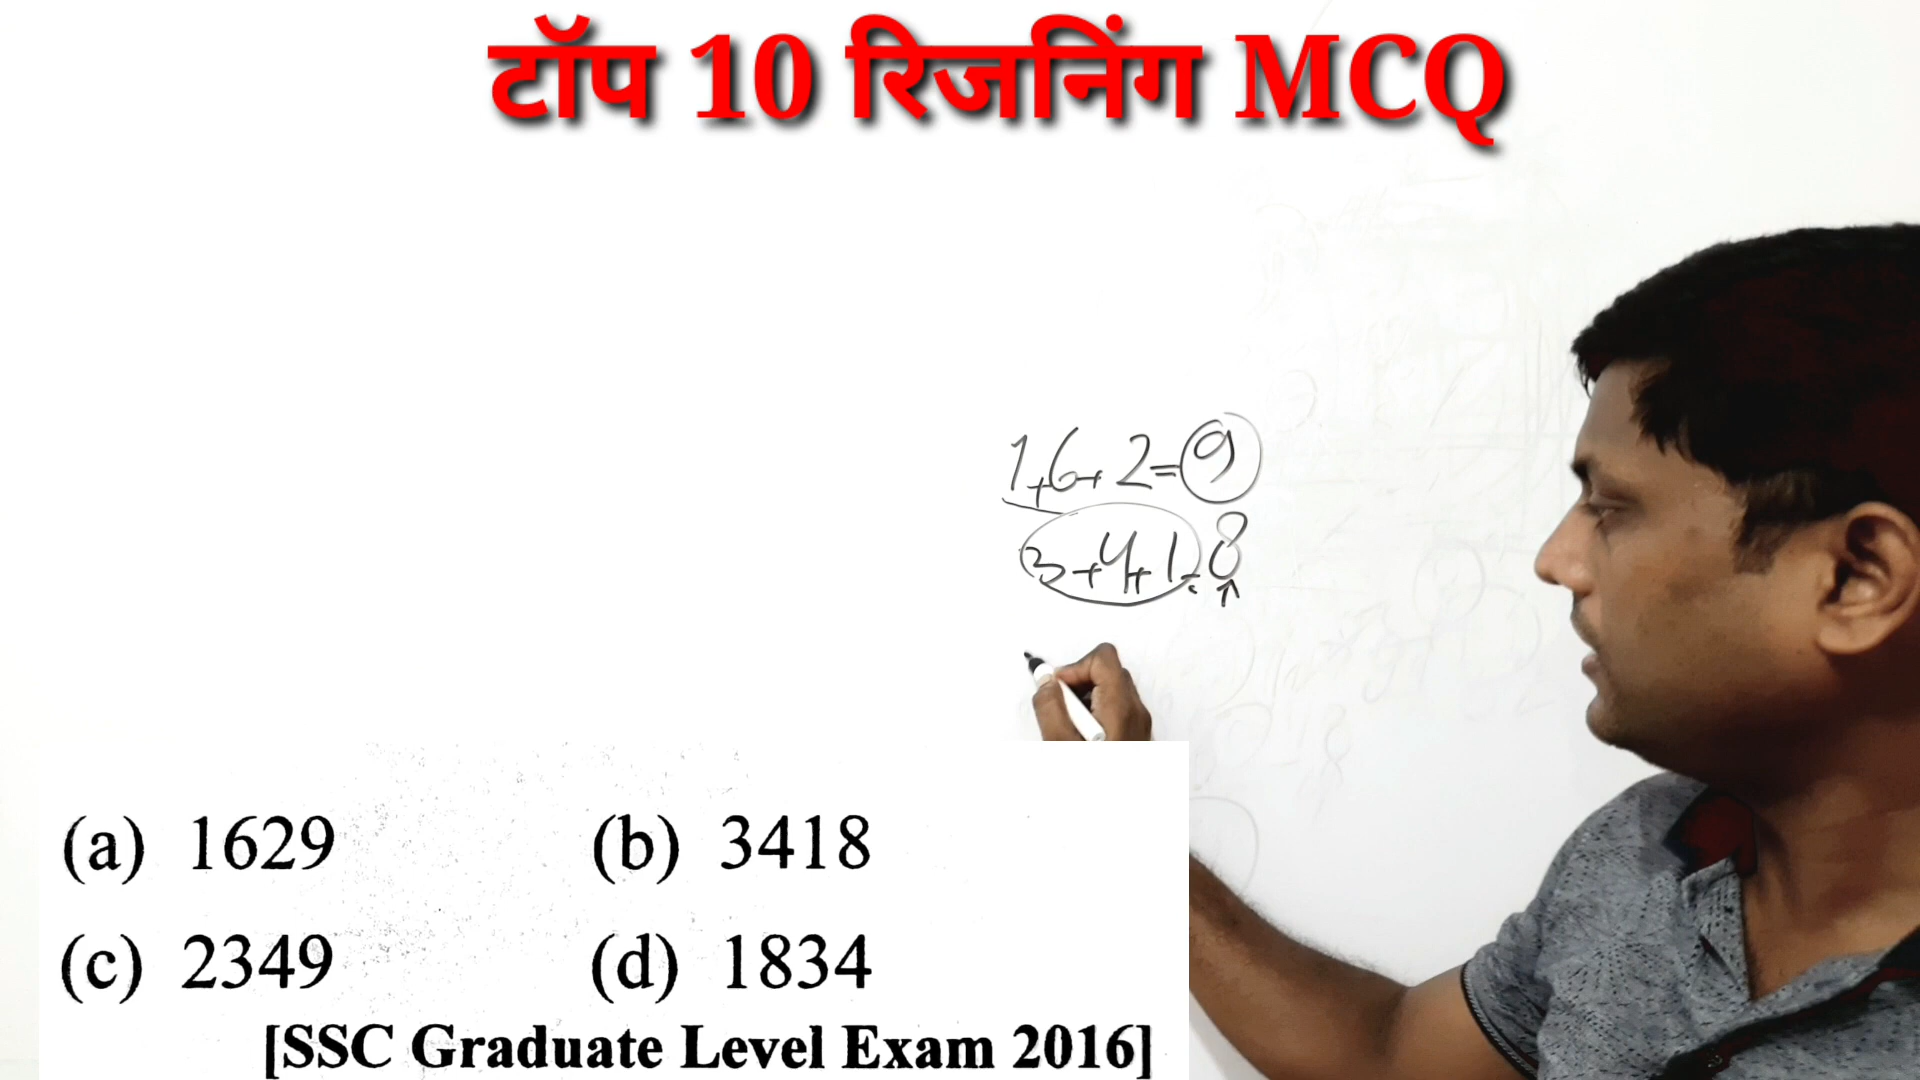 टॉप 10 रिजनिंग MCQ
1+6+2=9
3+4+1=8
(a) 1629 (b) 3418
(c) 2349 (d) 1834
[SSC Graduate Level Exam 2016]